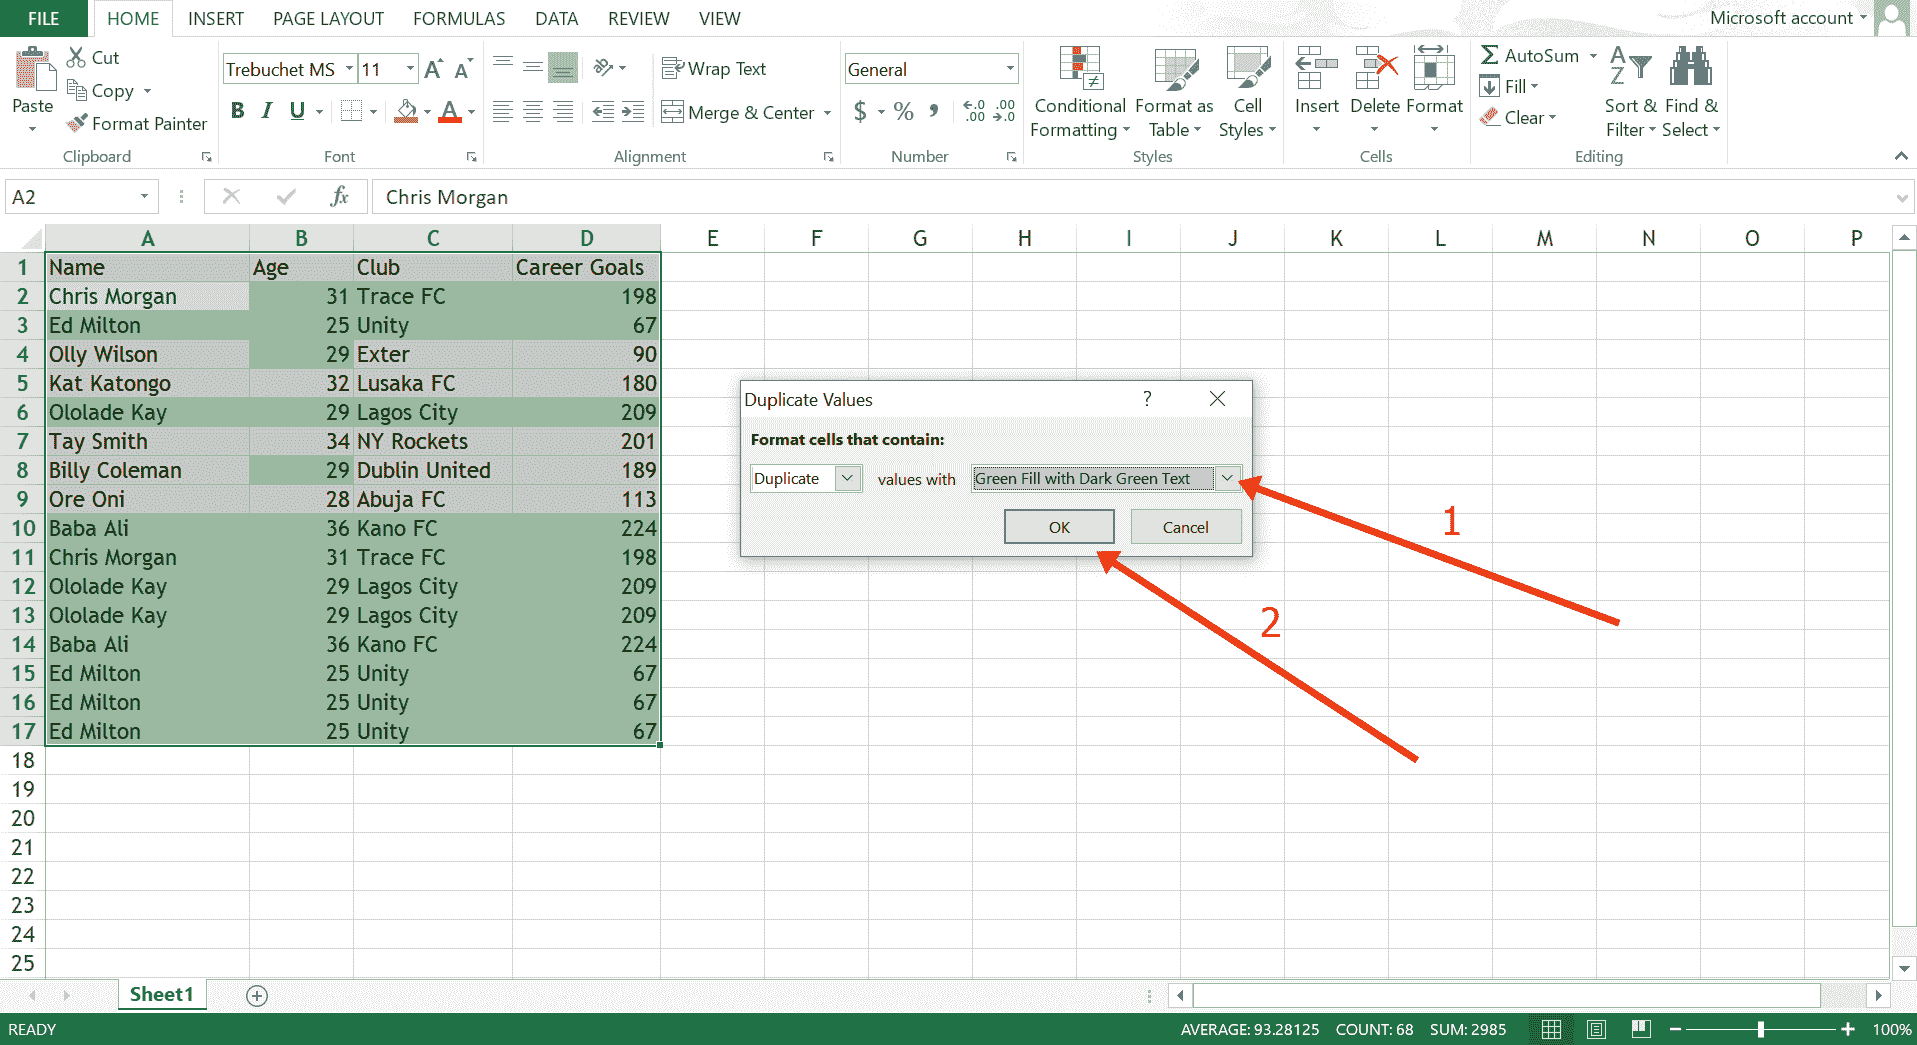 FILE HOME INSERT PAGE LAYOUT FORMULAS DATA REVIEW VIEW Microsoft account
Paste
Cut
Copy
Format Painter
Clipboard
Trebuchet MS 11 A A
B I U A
Font
Wrap Text
Merge & Center
Alignment
General
$ % , .0 .00 .00 .0
Number
Conditional Formatting
Format as Table
Cell Styles
Styles
Insert Delete Format
Cells
AutoSum
Fill
Clear
Sort & Filter
Find & Select
Editing
A2 fx Chris Morgan
A B C D E F G H I J K L M N O P
1 Name Age Club Career Goals
2 Chris Morgan 31 Trace FC 198
3 Ed Milton 25 Unity 67
4 Olly Wilson 29 Exter 90
5 Kat Katongo 32 Lusaka FC 180
6 Ololade Kay 29 Lagos City 209
7 Tay Smith 34 NY Rockets 201
8 Billy Coleman 29 Dublin United 189
9 Ore Oni 28 Abuja FC 113
10 Baba Ali 36 Kano FC 224
11 Chris Morgan 31 Trace FC 198
12 Ololade Kay 29 Lagos City 209
13 Ololade Kay 29 Lagos City 209
14 Baba Ali 36 Kano FC 224
15 Ed Milton 25 Unity 67
16 Ed Milton 25 Unity 67
17 Ed Milton 25 Unity 67
18
19
20
21
22
23
24
25
Duplicate Values ?
Format cells that contain:
Duplicate values with Green Fill with Dark Green Text
OK Cancel
1
2
Sheet1
READY AVERAGE: 93.28125 COUNT: 68 SUM: 2985 100%